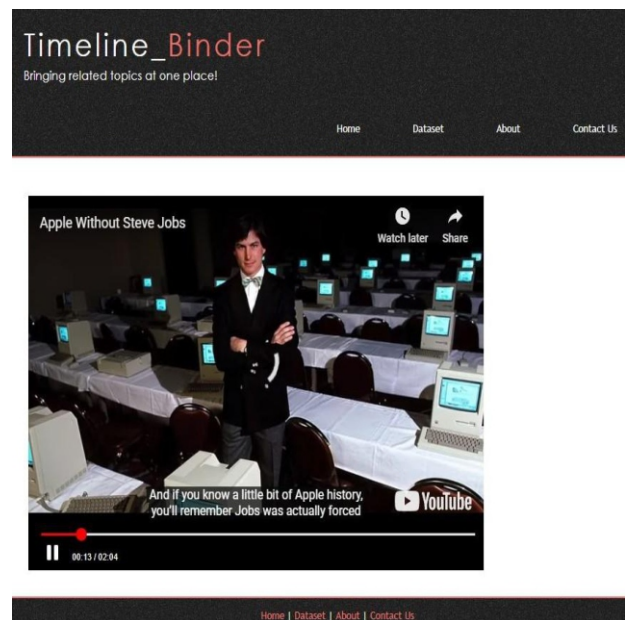 Timeline_Binder
Bringing related topics at one place!
Home Dataset About Contact Us
Apple Without Steve Jobs
Watch later Share
And if you know a little bit of Apple history,
you'll remember Jobs was actually forced
YouTube
00:13 / 02:04
Home | Dataset | About | Contact Us